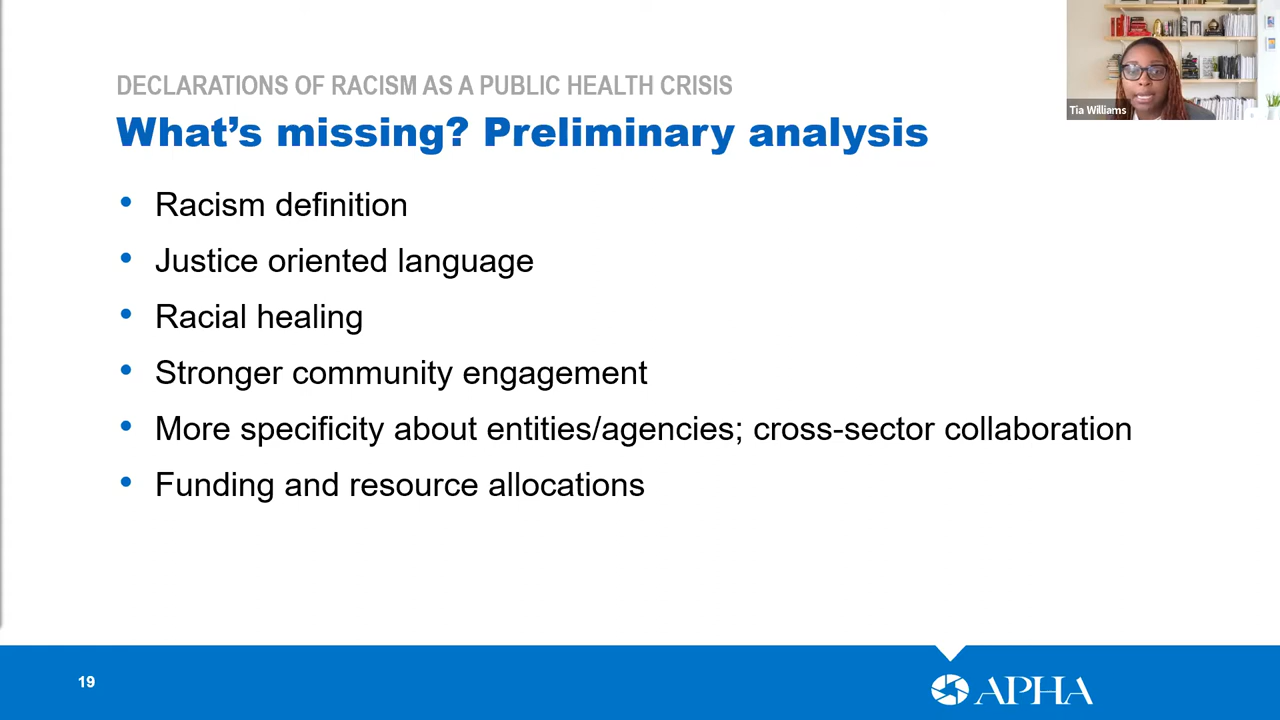 DECLARATIONS OF RACISM AS A PUBLIC HEALTH CRISIS
What's missing? Preliminary analysis
• Racism definition
• Justice oriented language
• Racial healing
• Stronger community engagement
• More specificity about entities/agencies; cross-sector collaboration
• Funding and resource allocations
Tia Williams
19
APHA